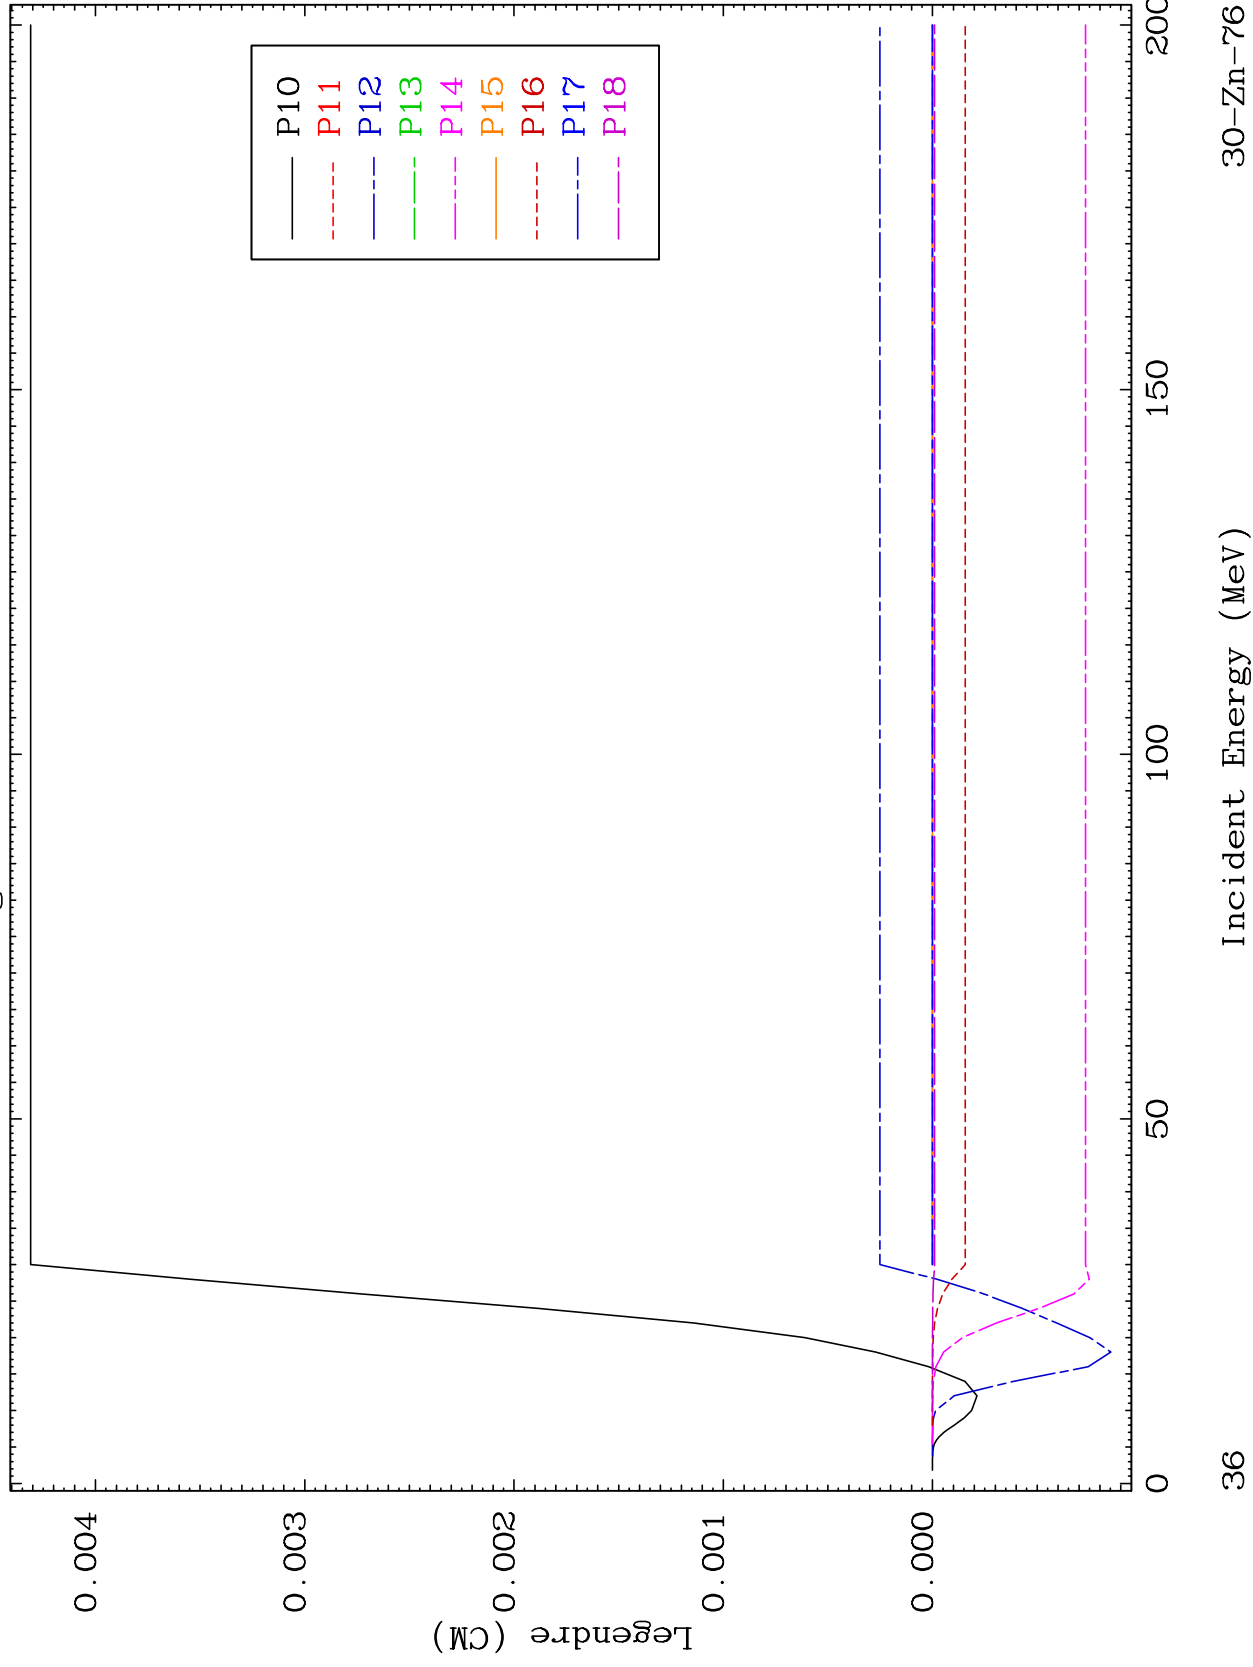 P10
P11
P12
P13
P14
P15
P16
P17
P18
0.004
0.003
0.002
0.001
0.000
Legendre (CM)
0
50
100
150
200
36
Incident Energy (MeV)
30-Zn-76